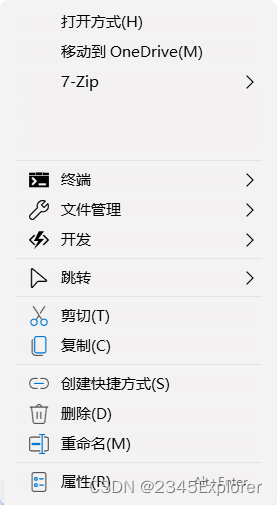 打开方式(H)
移动到 OneDrive(M)
7-Zip
终端
文件管理
开发
跳转
剪切(T)
复制(C)
创建快捷方式(S)
删除(D)
重命名(M)
属性(R) Alt+Enter
CSDN @2345Explorer